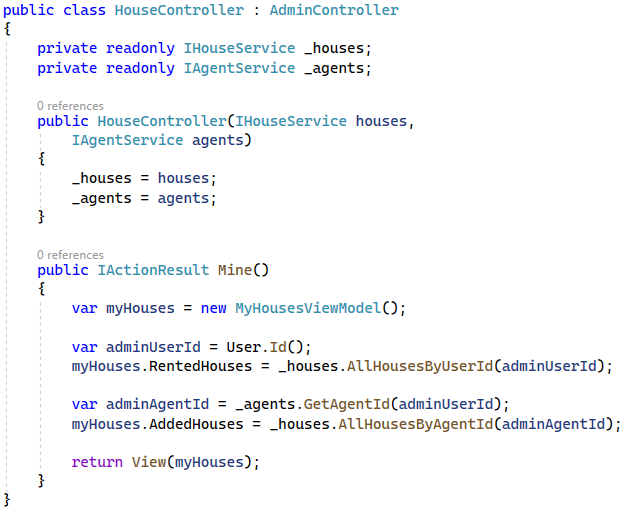 public class HouseController : AdminController
{
private readonly IHouseService _houses;
private readonly IAgentService _agents;
0 references
public HouseController(IHouseService houses,
IAgentService agents)
{
_houses = houses;
_agents = agents;
}
0 references
public IActionResult Mine()
{
var myHouses = new MyHousesViewModel();
var adminUserId = User.Id();
myHouses.RentedHouses = _houses.AllHousesByUserId(adminUserId);
var adminAgentId = _agents.GetAgentId(adminUserId);
myHouses.AddedHouses = _houses.AllHousesByAgentId(adminAgentId);
return View(myHouses);
}
}